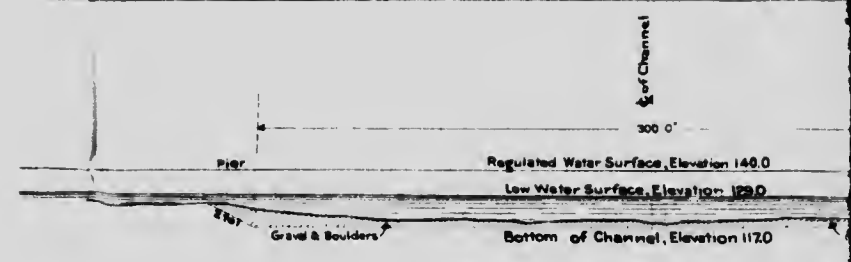 ℄ of Channel
300' 0"
Pier
Regulated Water Surface, Elevation 140.0
Low Water Surface, Elevation 129.0
Gravel & Boulders
Bottom of Channel, Elevation 117.0